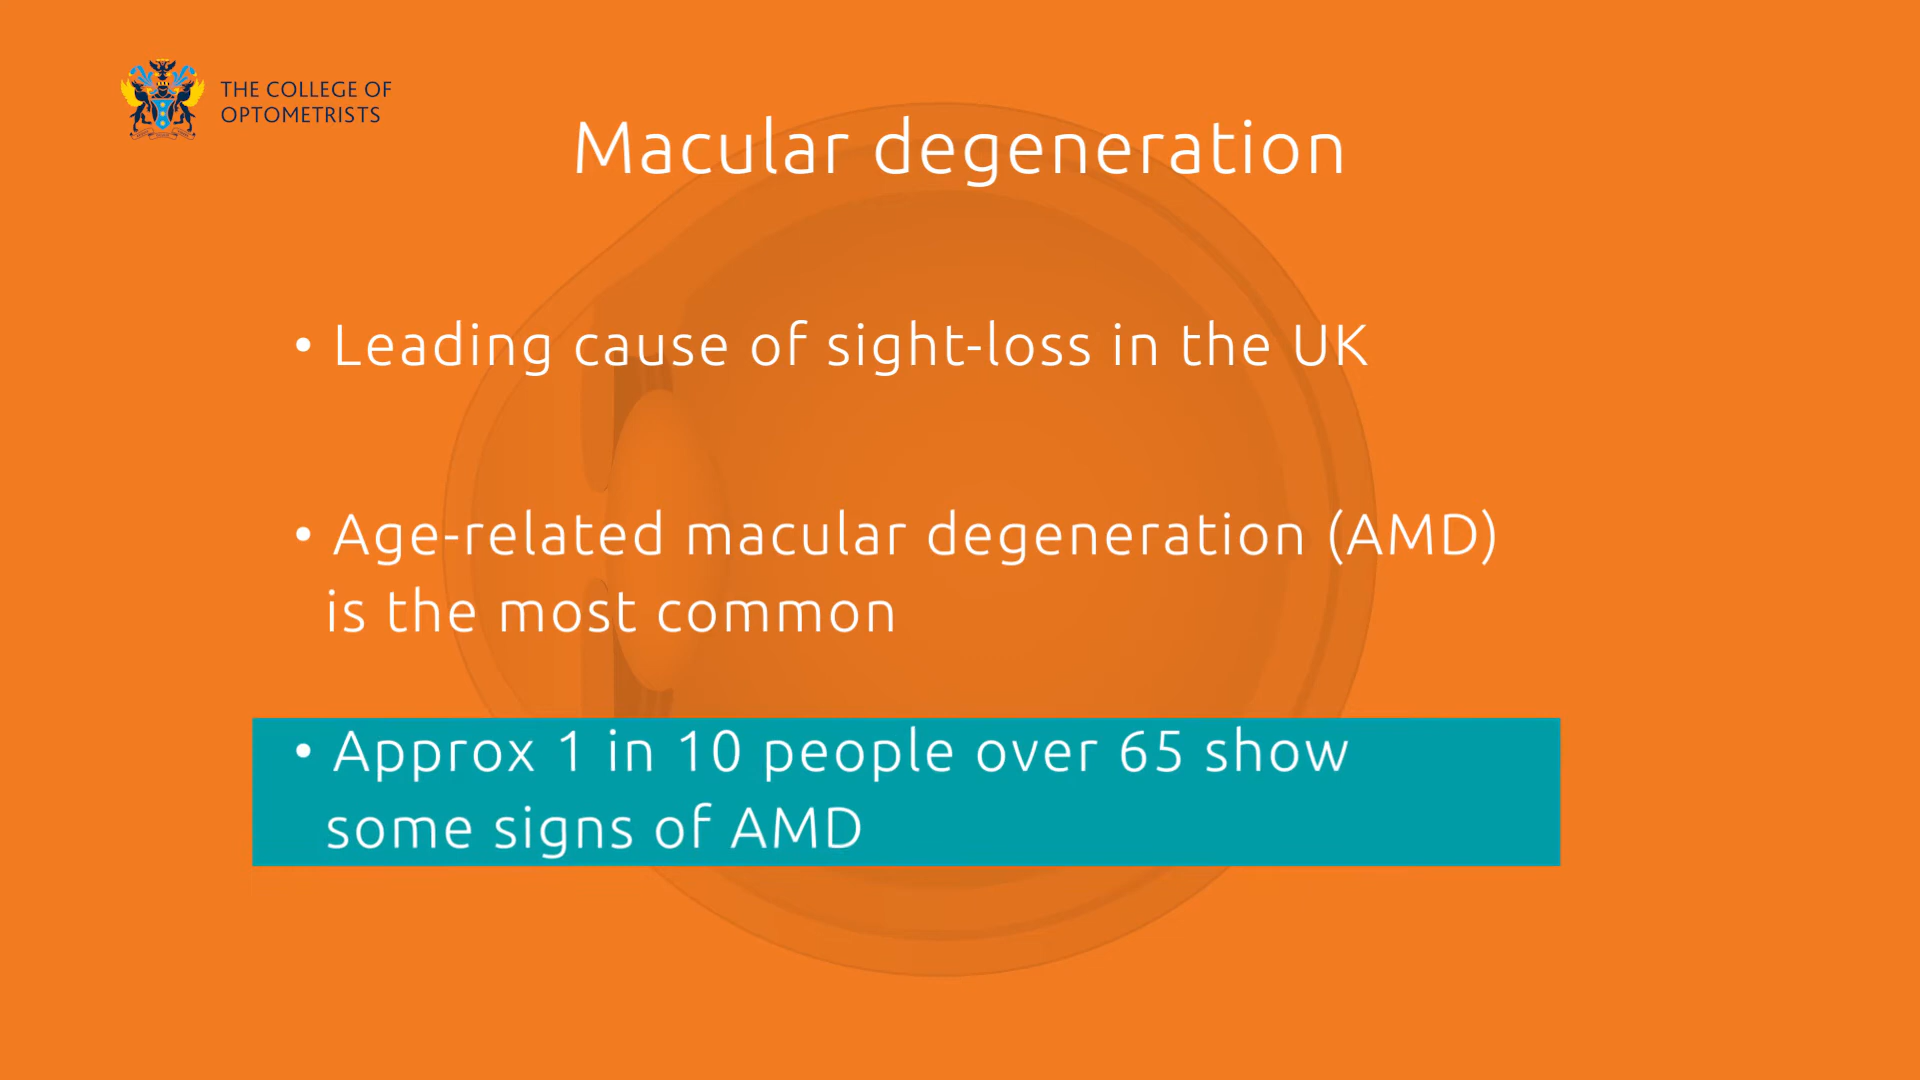 THE COLLEGE OF
OPTOMETRISTS
Macular degeneration
• Leading cause of sight-loss in the UK
• Age-related macular degeneration (AMD)
is the most common
• Approx 1 in 10 people over 65 show
some signs of AMD